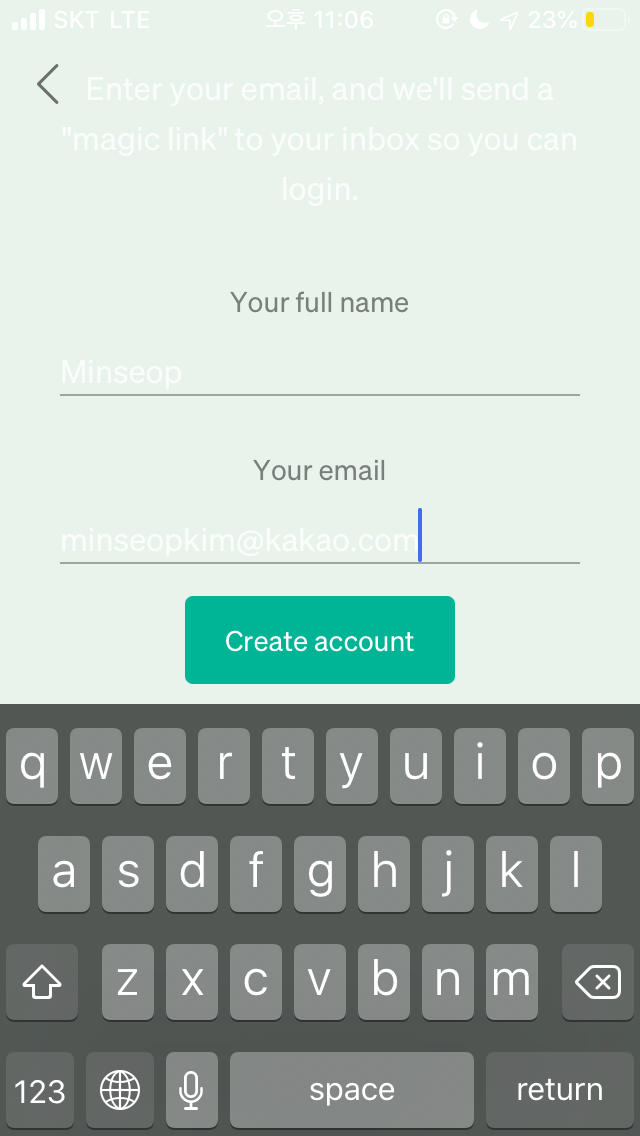 SKT LTE 오후 11:06 23%
Enter your email, and we'll send a
"magic link" to your inbox so you can
login.
Your full name
Minseop
Your email
minseopkim@kakao.com
Create account
q w e r t y u i o p
a s d f g h j k l
z x c v b n m
123 space return